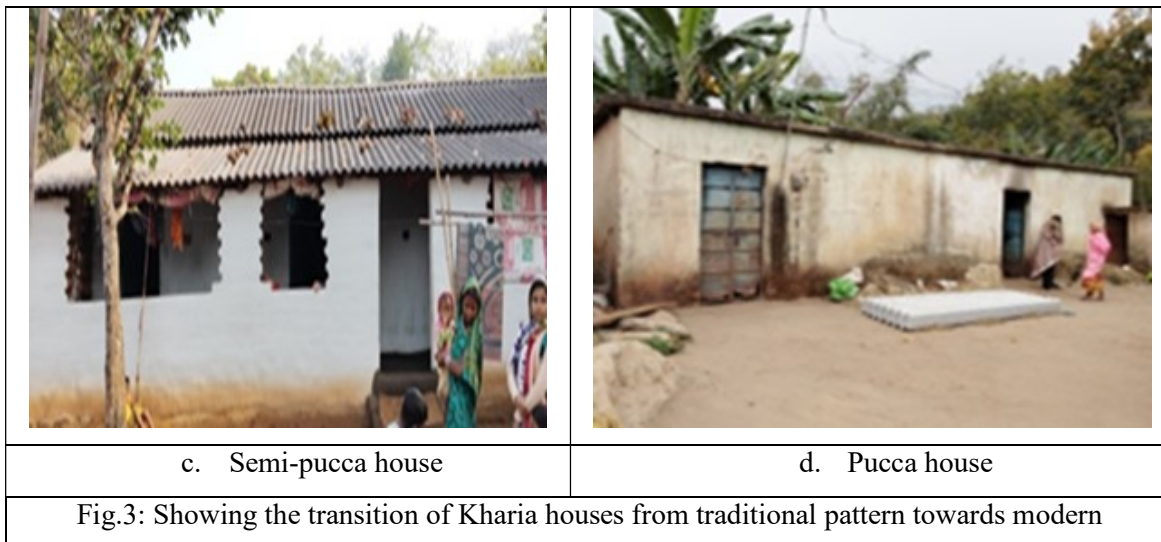 c. Semi-pucca house
d. Pucca house
Fig.3: Showing the transition of Kharia houses from traditional pattern towards modern